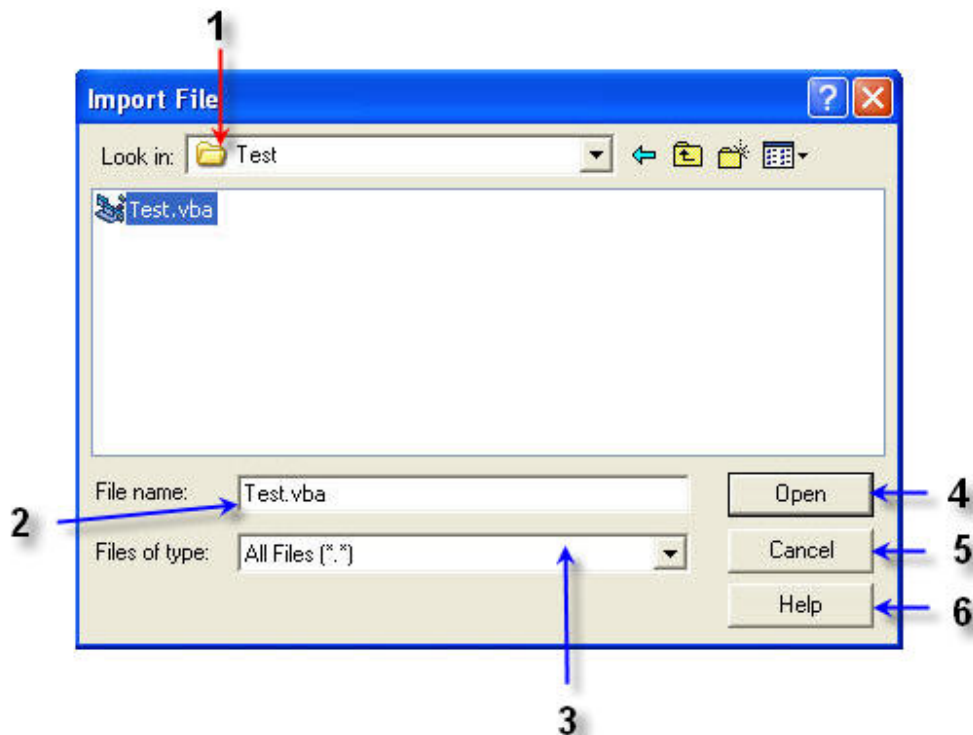 1
Import File
Look in: Test
Test.vba
File name: Test.vba Open 4
2
Files of type: All Files (*.*) Cancel 5
Help 6
3